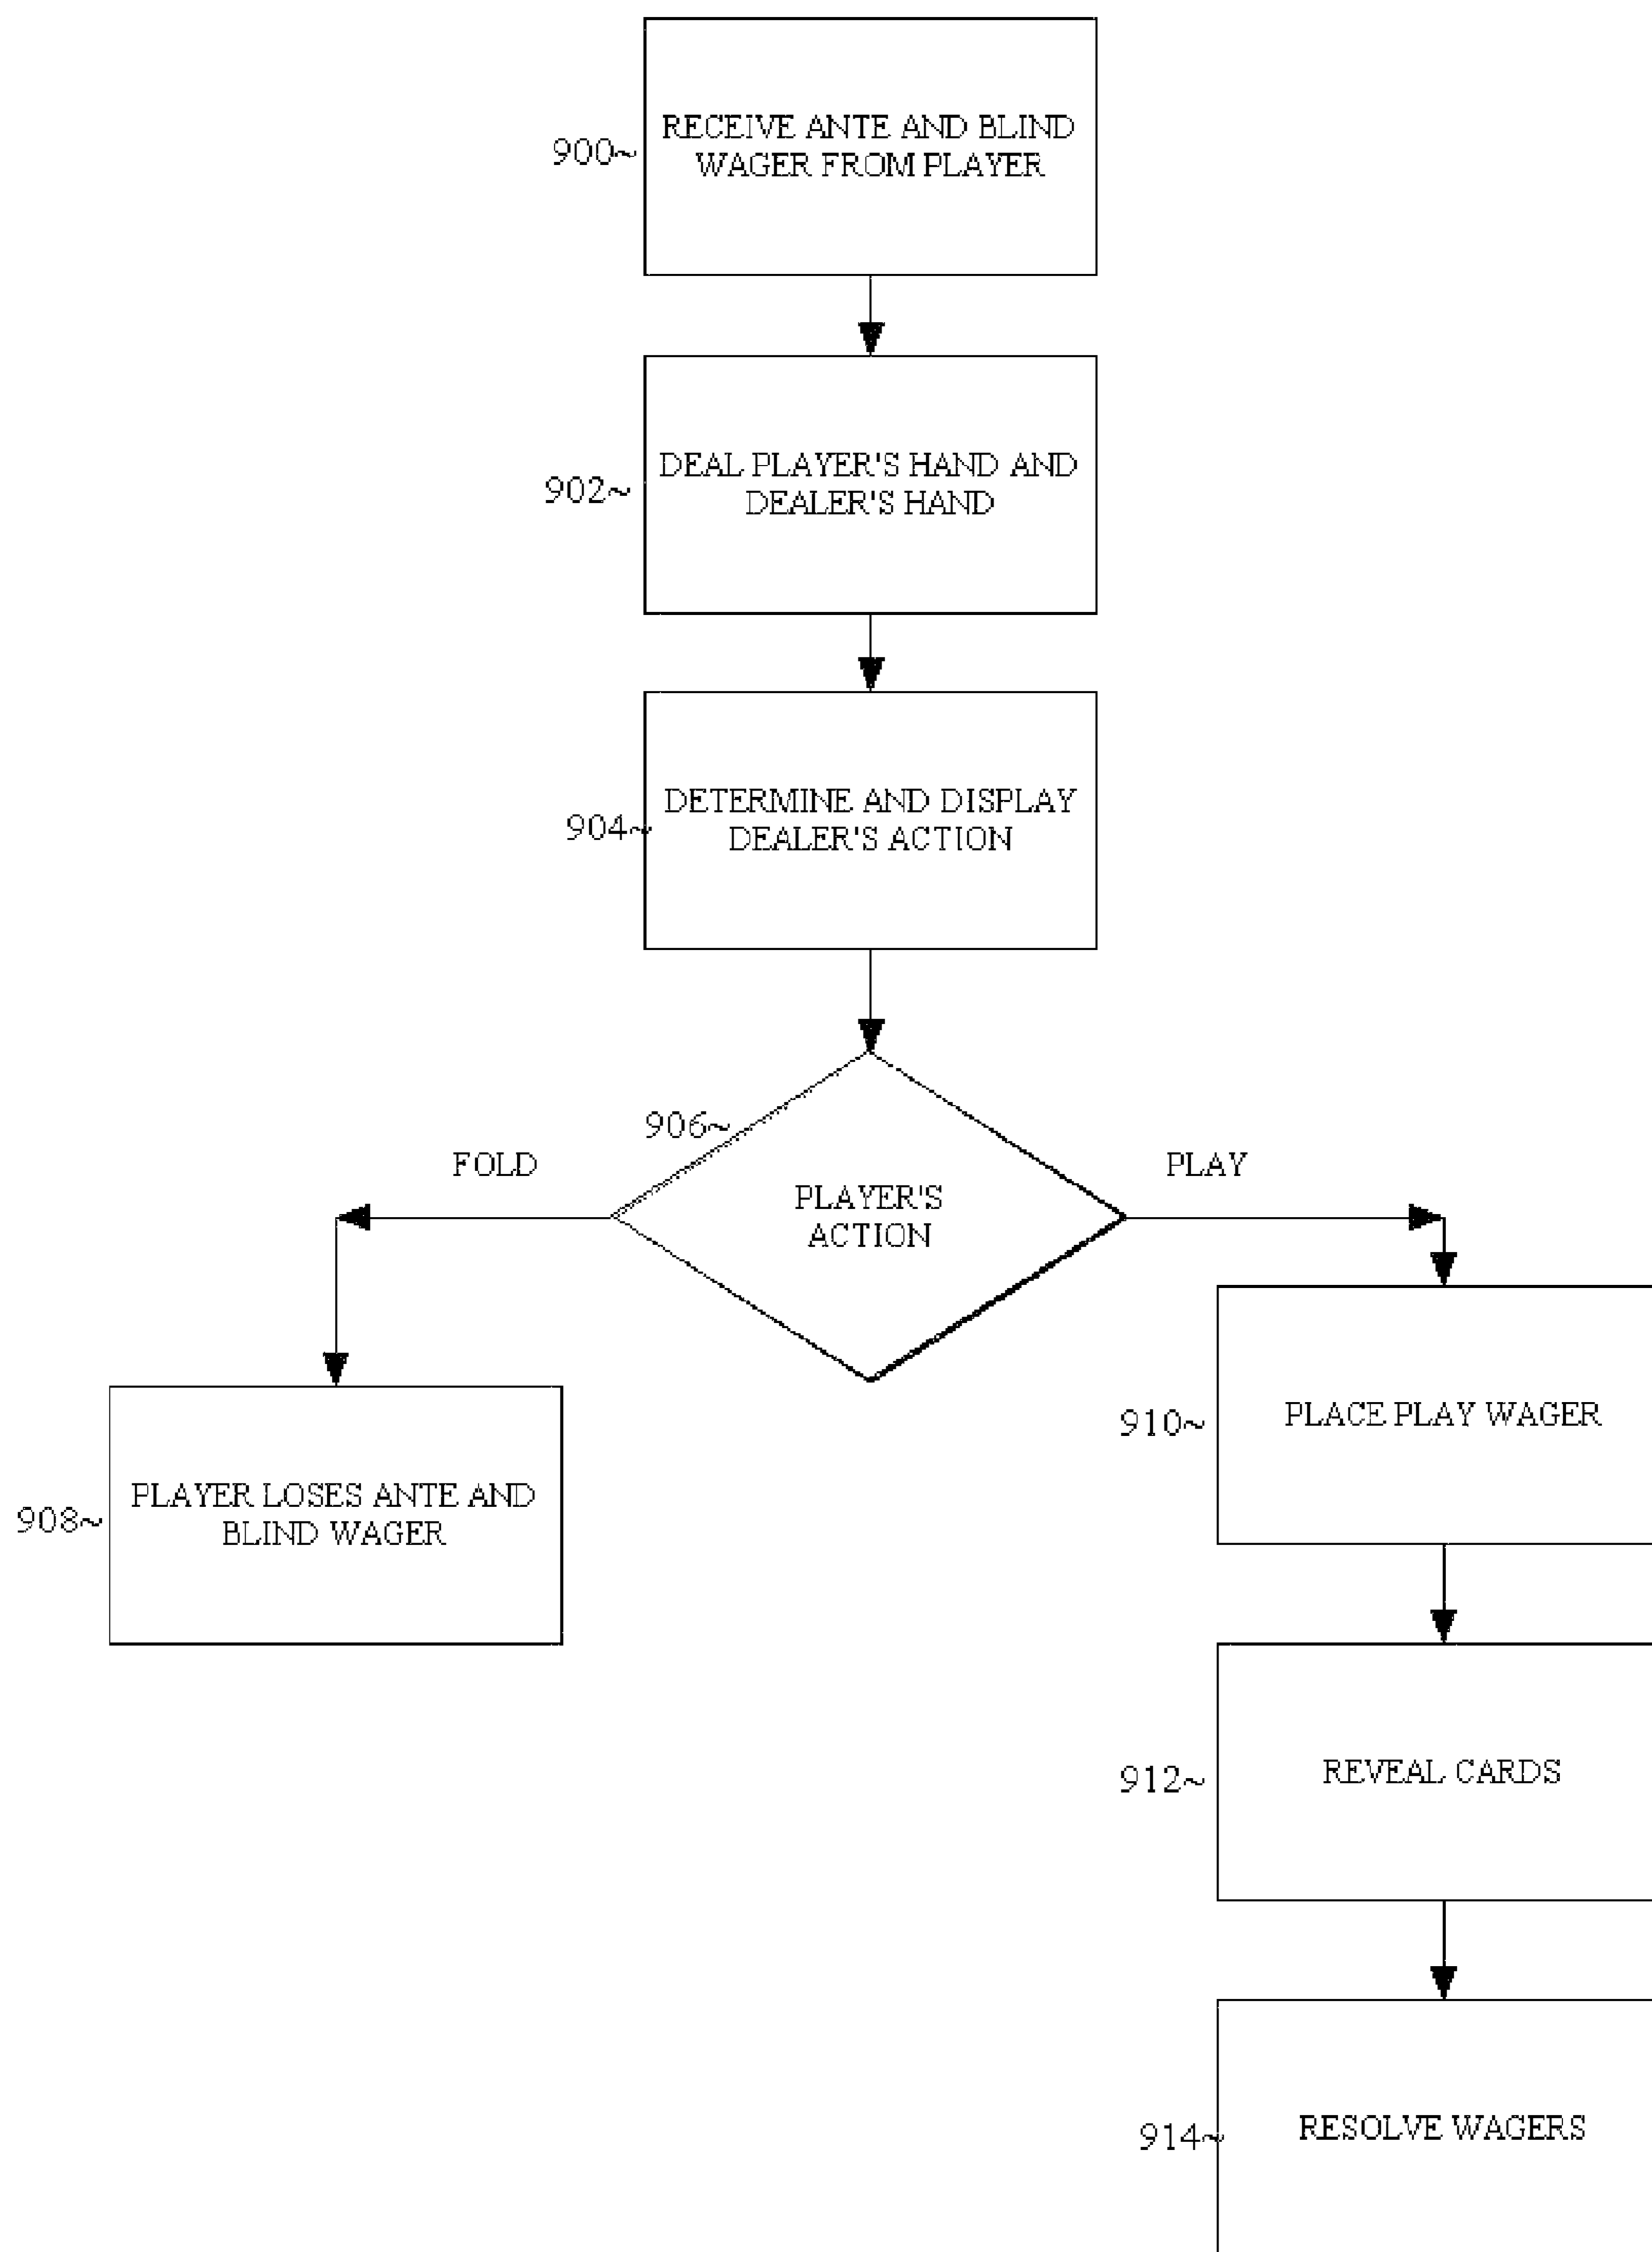 RECEIVE ANTE AND BLIND
WAGER FROM PLAYER
900~
DEAL PLAYER'S HAND AND
DEALER'S HAND
902~
DETERMINE AND DISPLAY
DEALER'S ACTION
904~
906~
FOLD
PLAY
PLAYER'S
ACTION
PLACE PLAY WAGER
910~
PLAYER LOSES ANTE AND
BLIND WAGER
908~
REVEAL CARDS
912~
RESOLVE WAGERS
914~